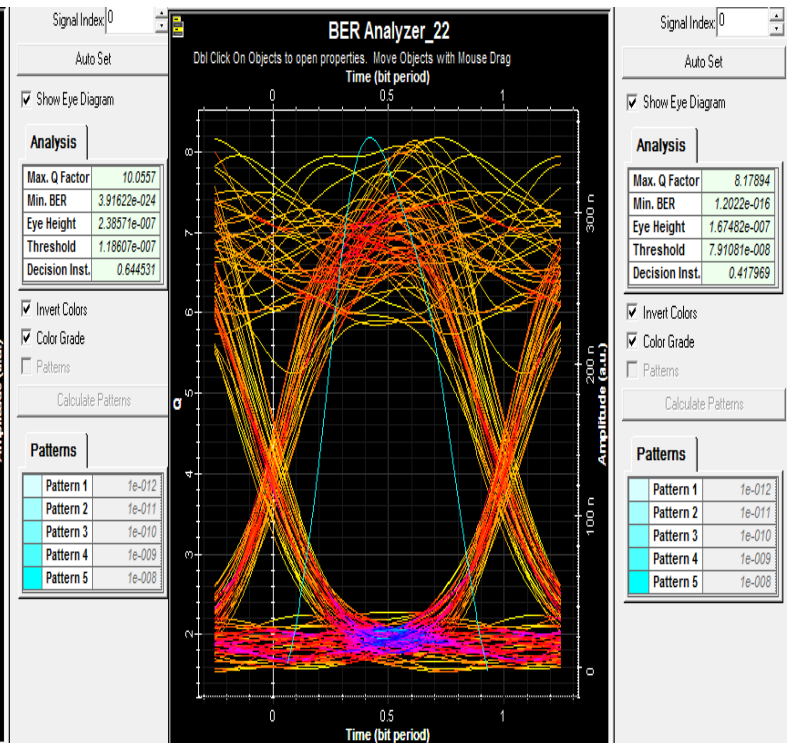 Signal Index: 0
Auto Set
Show Eye Diagram
Analysis
Max. Q Factor 10.0557
Min. BER 3.91622e-024
Eye Height 2.38571e-007
Threshold 1.18607e-007
Decision Inst. 0.644531
Invert Colors
Color Grade
Patterns
Calculate Patterns
Patterns
Pattern 1 1e-012
Pattern 2 1e-011
Pattern 3 1e-010
Pattern 4 1e-009
Pattern 5 1e-008
BER Analyzer_22
Dbl Click On Objects to open properties. Move Objects with Mouse Drag
Time (bit period)
0 0.5 1
8
7
6
5
4
3
2
Q
300 n
200 n
100 n
0
Amplitude (a.u.)
0 0.5 1
Time (bit period)
Signal Index: 0
Auto Set
Show Eye Diagram
Analysis
Max. Q Factor 8.17894
Min. BER 1.2022e-016
Eye Height 1.67482e-007
Threshold 7.91081e-008
Decision Inst. 0.417969
Invert Colors
Color Grade
Patterns
Calculate Patterns
Patterns
Pattern 1 1e-012
Pattern 2 1e-011
Pattern 3 1e-010
Pattern 4 1e-009
Pattern 5 1e-008